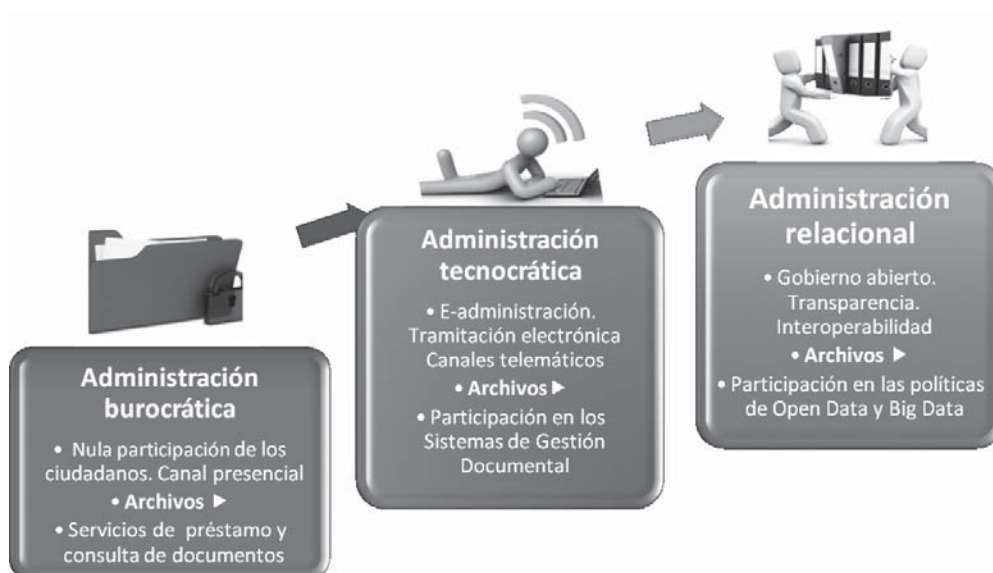 Administración
burocrática
• Nula participación de los
ciudadanos. Canal presencial
• Archivos ►
• Servicios de préstamo y
consulta de documentos
Administración
tecnocrática
• E-administración.
Tramitación electrónica
Canales telemáticos
• Archivos ►
• Participación en los
Sistemas de Gestión
Documental
Administración
relacional
• Gobierno abierto.
Transparencia.
Interoperabilidad
• Archivos ►
• Participación en las políticas
de Open Data y Big Data